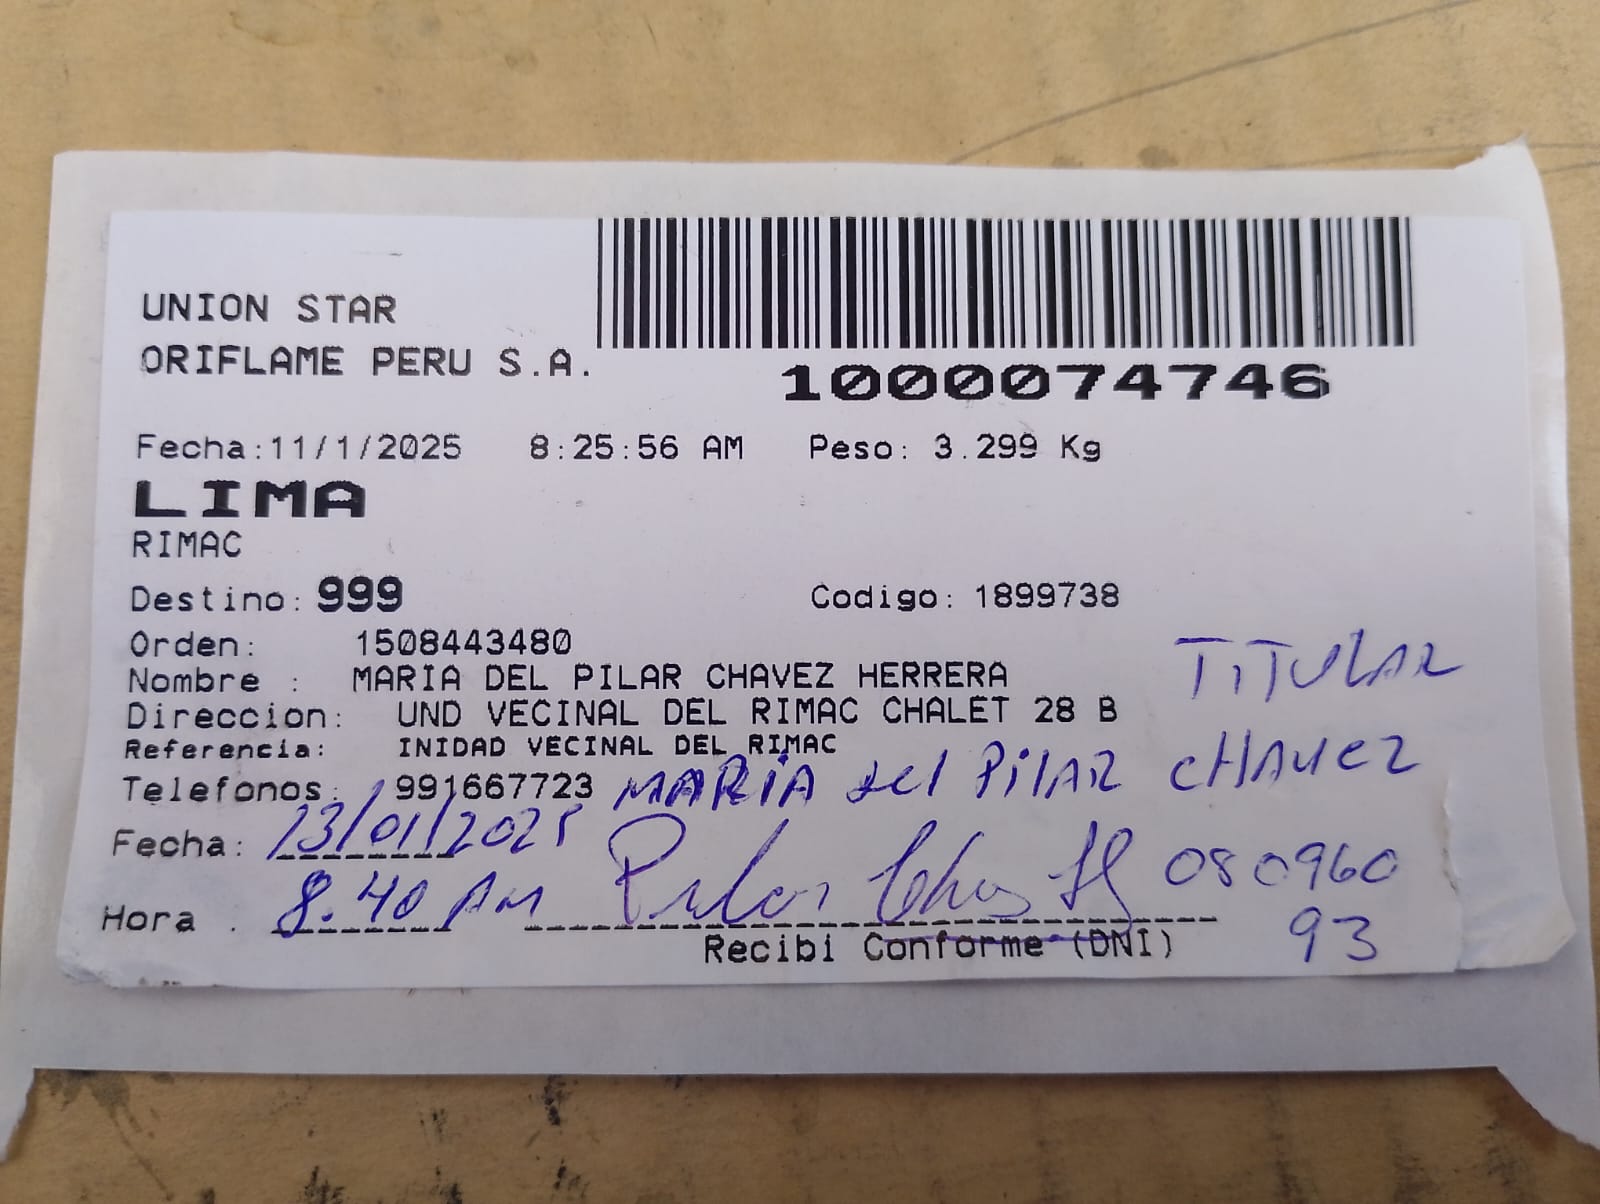 UNION STAR
ORIFLAME PERU S.A.
1000074746
Fecha:11/1/2025 8:25:56 AM Peso: 3.299 Kg
LIMA
RIMAC
Destino: 999 Codigo: 1899738
Orden: 1508443480
Nombre : MARIA DEL PILAR CHAVEZ HERRERA
TITULAR
Direccion: UND VECINAL DEL RIMAC CHALET 28 B
Referencia: INIDAD VECINAL DEL RIMAC
Telefonos: 991667723 MARIA del PILAR CHAVEZ
Fecha: 13/01/2025
Hora : 8.40 AM Pilar 080960
93
Recibi Conforme (DNI)